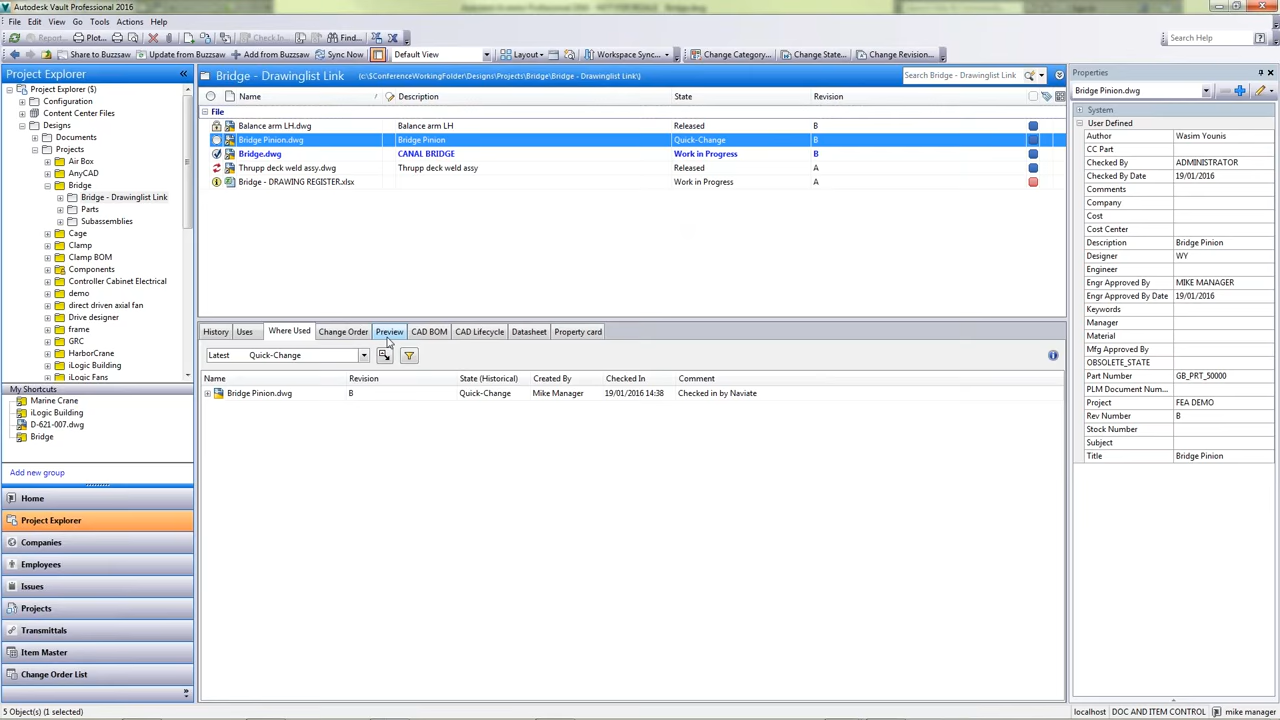 Autodesk Vault Professional 2016
File Edit View Go Tools Actions Help
Report... Plot... Check In... Find...
Search Help
Share to Buzzsaw Update from Buzzsaw Add from Buzzsaw Sync Now Default View Layout Workspace Sync... Change Category... Change State... Change Revision...
Project Explorer
Project Explorer ($)
Configuration
Content Center Files
Designs
Documents
Projects
Air Box
AnyCAD
Bridge
Bridge - Drawinglist Link
Parts
Subassemblies
Cage
Clamp
Clamp BOM
Components
Controller Cabinet Electrical
demo
direct driven axial fan
Drive designer
frame
GRC
HarborCrane
iLogic Building
iLogic Fans
My Shortcuts
Marine Crane
iLogic Building
D-621-007.dwg
Bridge
Add new group
Home
Project Explorer
Companies
Employees
Issues
Projects
Transmittals
Item Master
Change Order List
Bridge - Drawinglist Link (c:\$ConferenceWorkingFolder\Designs\Projects\Bridge\Bridge - Drawinglist Link\) Search Bridge - Drawinglist Link
Name Description State Revision
File
Balance arm LH.dwg Balance arm LH Released B
Bridge Pinion.dwg Bridge Pinion Quick-Change B
Bridge.dwg CANAL BRIDGE Work in Progress B
Thrupp deck weld assy.dwg Thrupp deck weld assy Released A
Bridge - DRAWING REGISTER.xlsx Work in Progress A
History Uses Where Used Change Order Preview CAD BOM CAD Lifecycle Datasheet Property card
Latest Quick-Change
Name Revision State (Historical) Created By Checked In Comment
Bridge Pinion.dwg B Quick-Change Mike Manager 19/01/2016 14:38 Checked in by Naviate
Properties
Bridge Pinion.dwg
System
User Defined
Author Wasim Younis
CC Part
Checked By ADMINISTRATOR
Checked By Date 19/01/2016
Comments
Company
Cost
Cost Center
Description Bridge Pinion
Designer WY
Engineer
Engr Approved By MIKE MANAGER
Engr Approved By Date 19/01/2016
Keywords
Manager
Material
Mfg Approved By
OBSOLETE_STATE
Part Number GB_PRT_50000
PLM Document Num...
Project FEA DEMO
Rev Number B
Stock Number
Subject
Title Bridge Pinion
5 Object(s) (1 selected) localhost DOC AND ITEM CONTROL mike manager